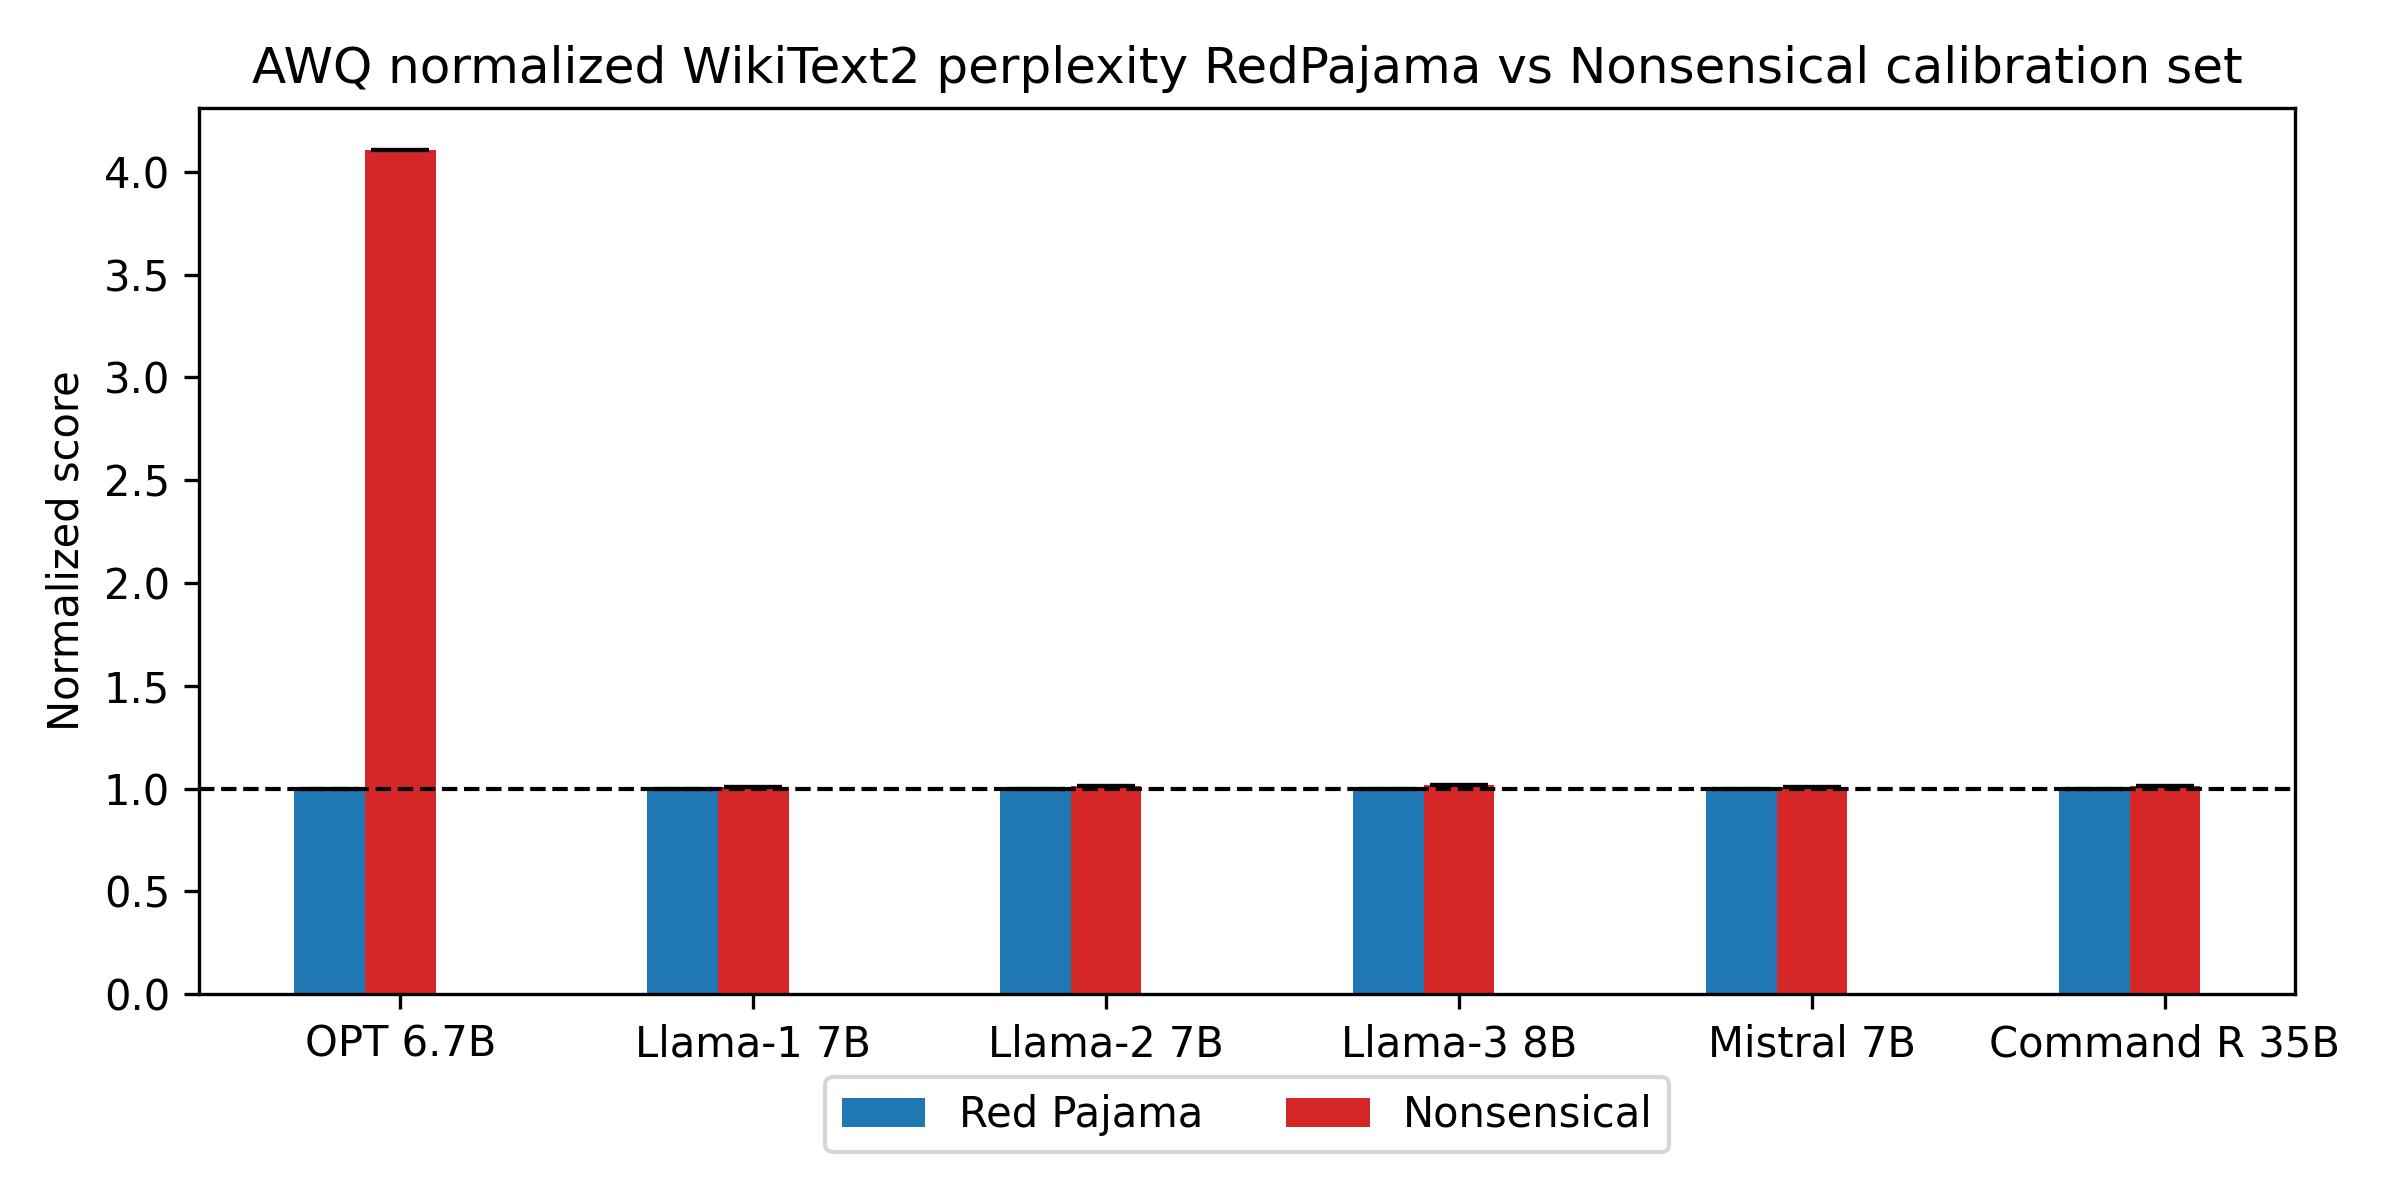 AWQ normalized WikiText2 perplexity RedPajama vs Nonsensical calibration set
Normalized score
4.0
3.5
3.0
2.5
2.0
1.5
1.0
0.5
0.0
OPT 6.7B
Llama-1 7B
Llama-2 7B
Llama-3 8B
Mistral 7B
Command R 35B
Red Pajama
Nonsensical